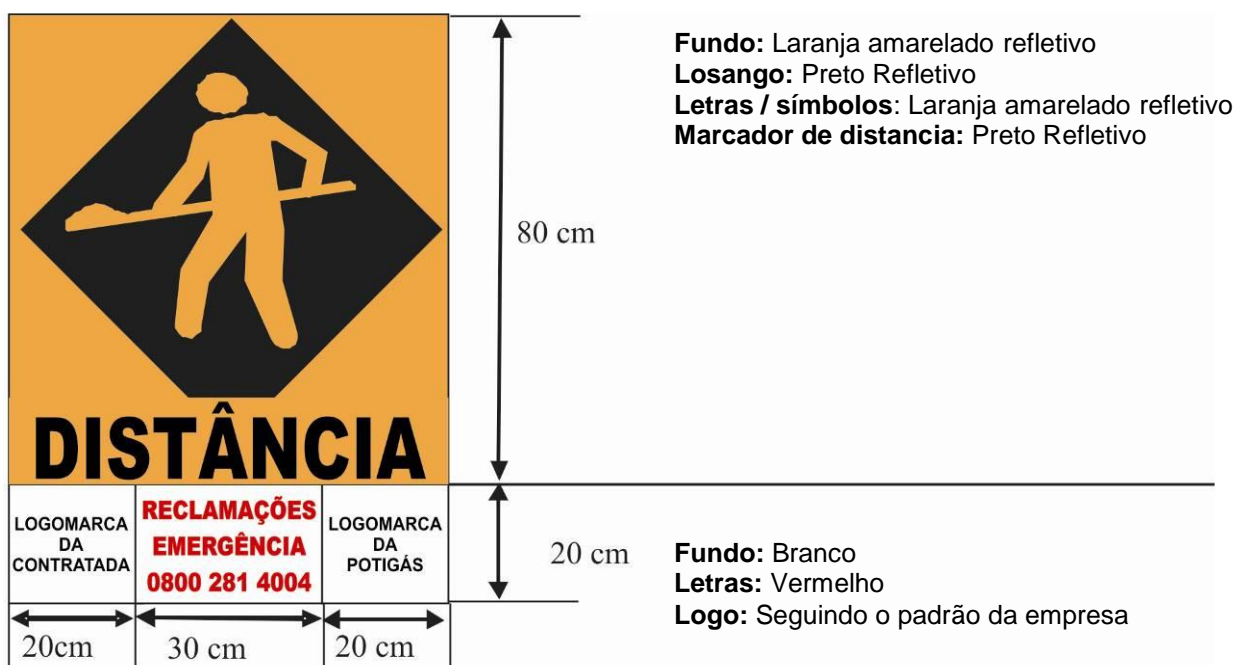 Fundo: Laranja amarelado refletivo
Losango: Preto Refletivo
Letras / símbolos: Laranja amarelado refletivo
Marcador de distancia: Preto Refletivo
80 cm
DISTÂNCIA
LOGOMARCA
DA
CONTRATADA
RECLAMAÇÕES
EMERGÊNCIA
0800 281 4004
LOGOMARCA
DA
POTIGÁS
20 cm
Fundo: Branco
Letras: Vermelho
Logo: Seguindo o padrão da empresa
20cm
30 cm
20 cm